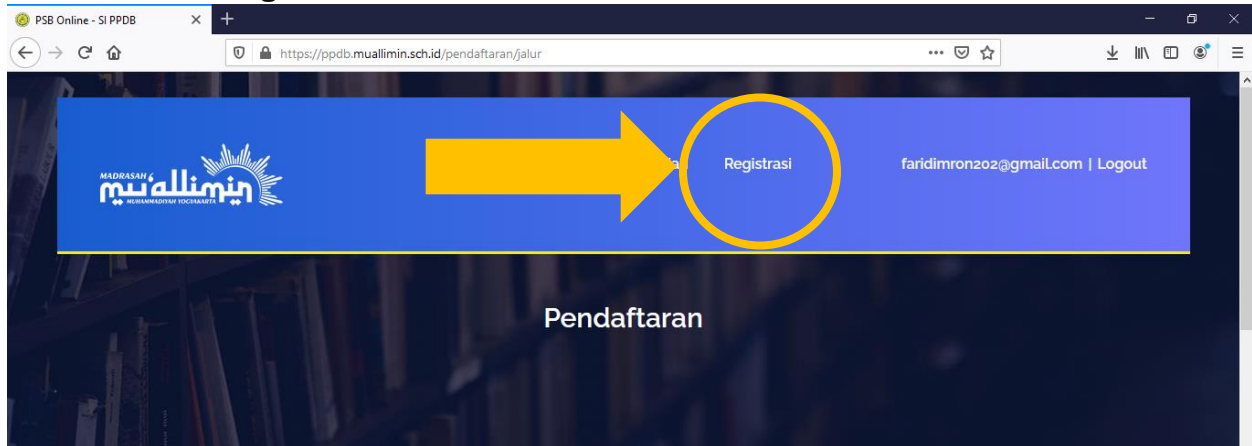 PSB Online - SI PPDB
https://ppdb.muallimin.sch.id/pendaftaran/jalur
MADRASAH
mu'allimin
MUHAMMADIYAH YOGYAKARTA
Registrasi
faridimron202@gmail.com | Logout
Pendaftaran